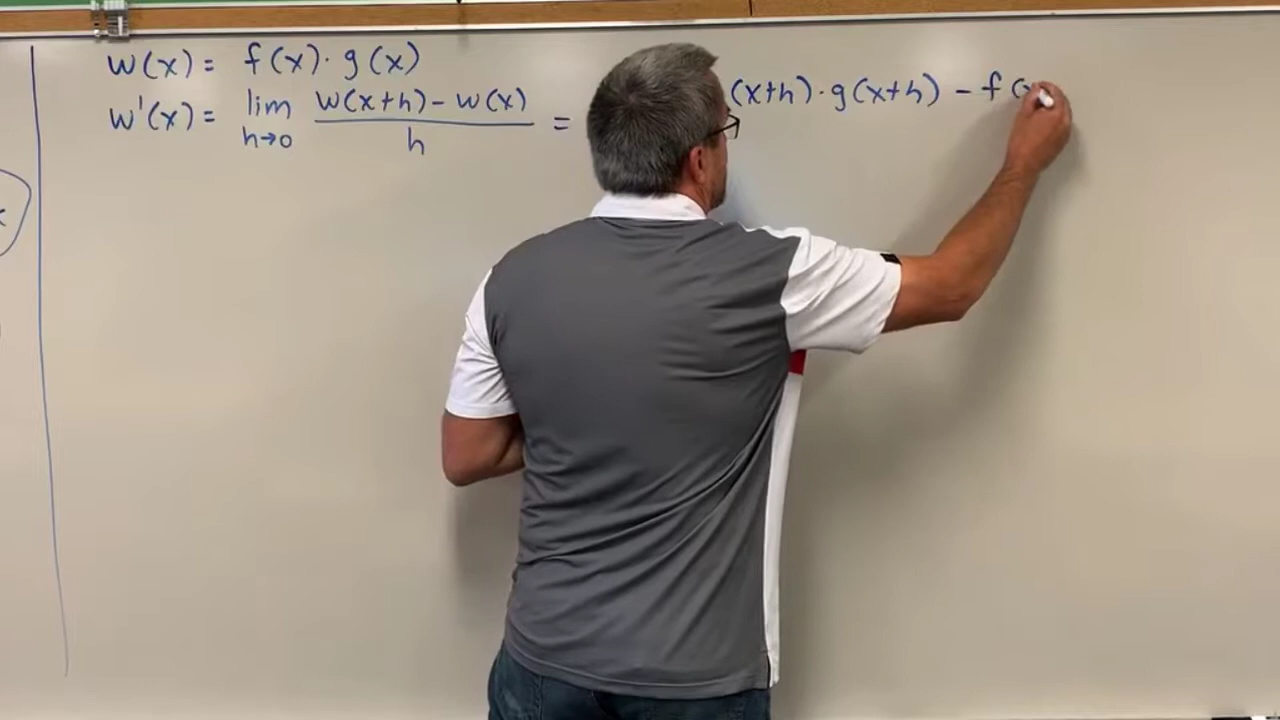 w(x) = f(x) · g(x)
w'(x) = lim h→0 w(x+h) - w(x) / h = (x+h) · g(x+h) - f(x